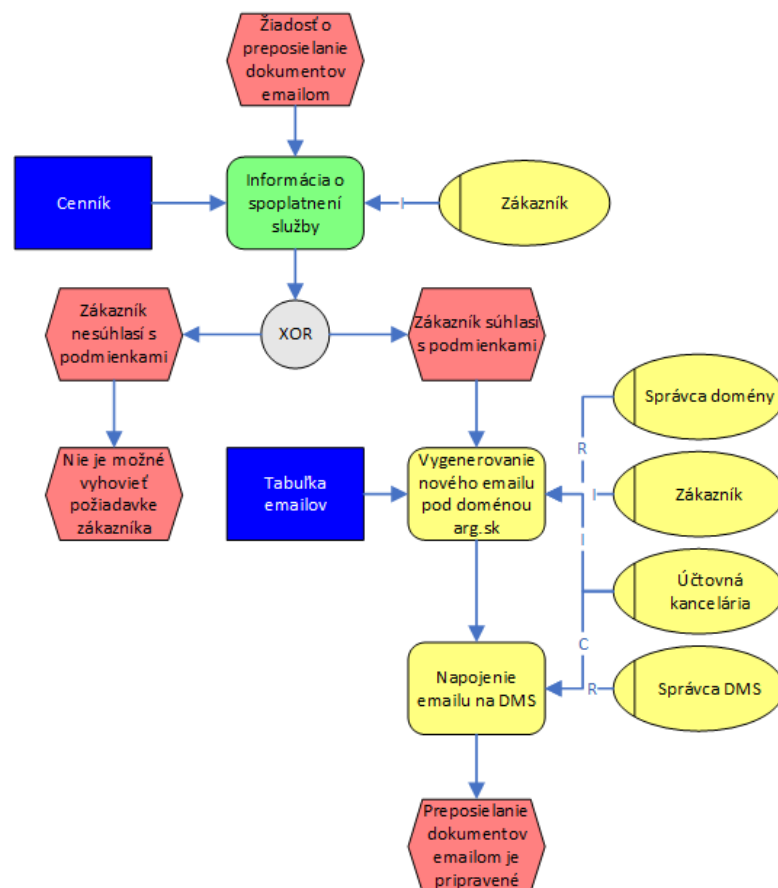 Žiadosť o
preposielanie
dokumentov
emailom
Cenník
Informácia o
spoplatnení
služby
I
Zákazník
Zákazník
nesúhlasí s
podmienkami
XOR
Zákazník súhlasí
s podmienkami
Správca domény
R
Nie je možné
vyhovieť
požiadavke
zákazníka
Tabuľka
emailov
Vygenerovanie
nového emailu
pod doménou
arg.sk
I
Zákazník
I
Účtovná
kancelária
C
Napojenie
emailu na DMS
R
Správca DMS
Preposielanie
dokumentov
emailom je
pripravené